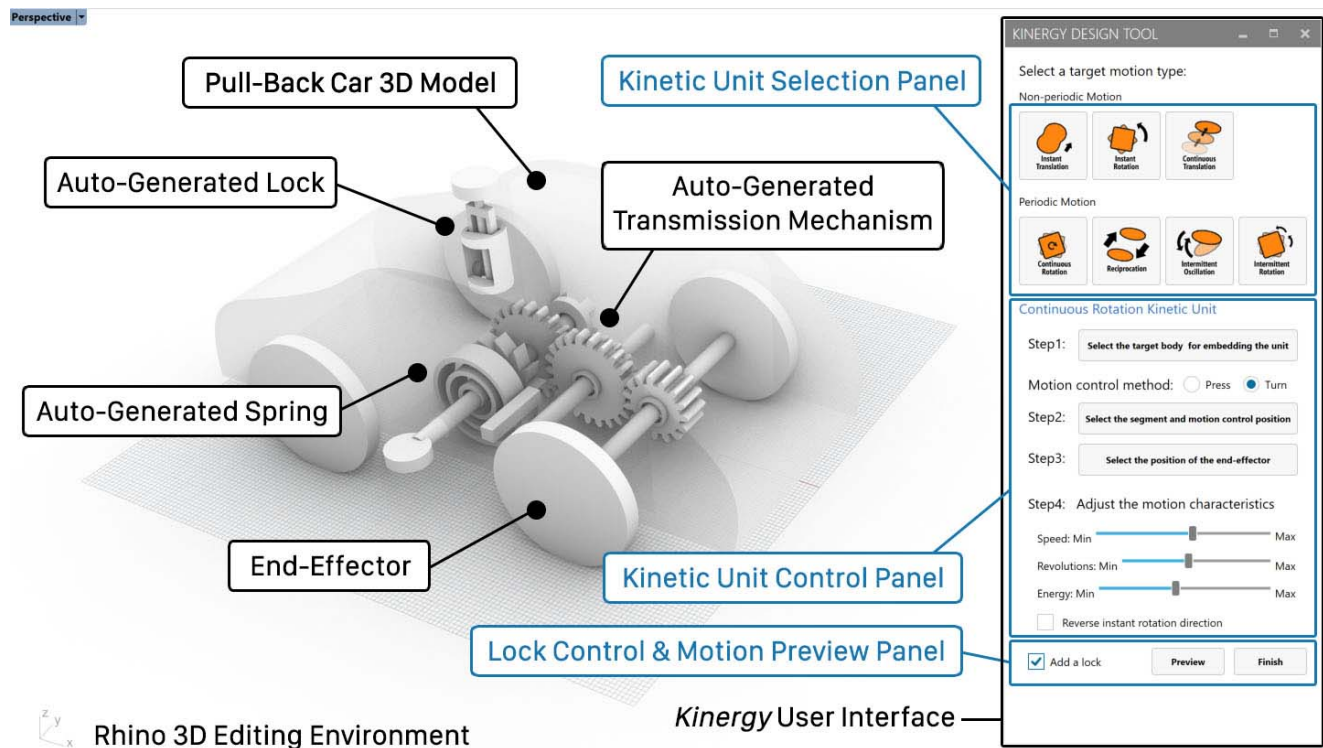 Perspective
Pull-Back Car 3D Model
Auto-Generated Lock
Auto-Generated
Transmission Mechanism
Auto-Generated Spring
End-Effector
Kinetic Unit Selection Panel
Kinetic Unit Control Panel
Lock Control & Motion Preview Panel
Kinergy User Interface
z
y
x
Rhino 3D Editing Environment
KINERGY DESIGN TOOL
Select a target motion type:
Non-periodic Motion
Instant
Translation
Instant
Rotation
Continuous
Translation
Periodic Motion
Continuous
Rotation
Reciprocation
Intermittent
Oscillation
Intermittent
Rotation
Continuous Rotation Kinetic Unit
Step1: Select the target body for embedding the unit
Motion control method: Press Turn
Step2: Select the segment and motion control position
Step3: Select the position of the end-effector
Step4: Adjust the motion characteristics
Speed: Min Max
Revolutions: Min Max
Energy: Min Max
Reverse instant rotation direction
Add a lock Preview Finish